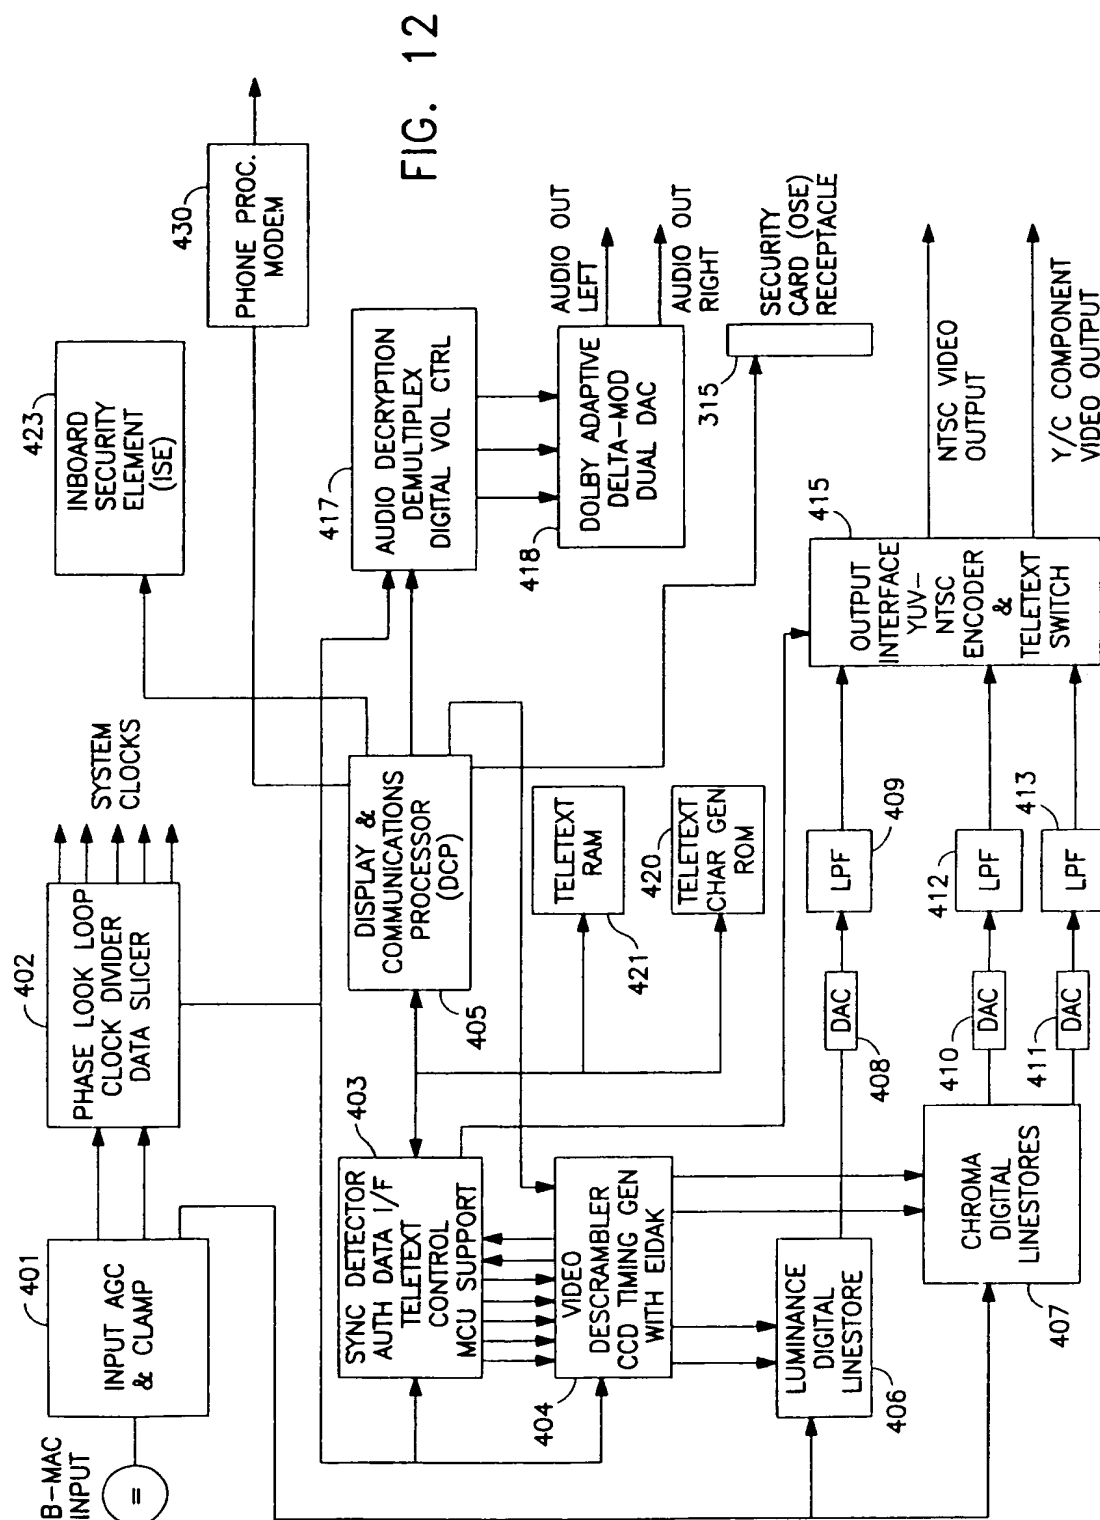 FIG. 12
B-MAC
INPUT
=
401
INPUT AGC
& CLAMP
402
PHASE LOOK LOOP
CLOCK DIVIDER
DATA SLICER
SYSTEM
CLOCKS
423
INBOARD
SECURITY
ELEMENT
(ISE)
430
PHONE PROC.
MODEM
403
SYNC DETECTOR
AUTH DATA I/F
TELETEXT
CONTROL
MCU SUPPORT
405
DISPLAY &
COMMUNICATIONS
PROCESSOR
(DCP)
417
AUDIO DECRYPTION
DEMULTIPLEX
DIGITAL VOL CTRL
418
DOLBY ADAPTIVE
DELTA-MOD
DUAL DAC
AUDIO OUT
LEFT
AUDIO OUT
RIGHT
404
VIDEO
DESCRAMBLER
CCD TIMING GEN
WITH EIDAK
421
TELETEXT
RAM
420
TELETEXT
CHAR GEN
ROM
315
SECURITY
CARD (OSE)
RECEPTACLE
406
LUMINANCE
DIGITAL
LINESTORE
408
DAC
409
LPF
415
OUTPUT
INTERFACE
YUV-
NTSC
ENCODER
&
TELETEXT
SWITCH
NTSC VIDEO
OUTPUT
Y/C COMPONENT
VIDEO OUTPUT
407
CHROMA
DIGITAL
LINESTORES
410
DAC
412
LPF
411
DAC
413
LPF